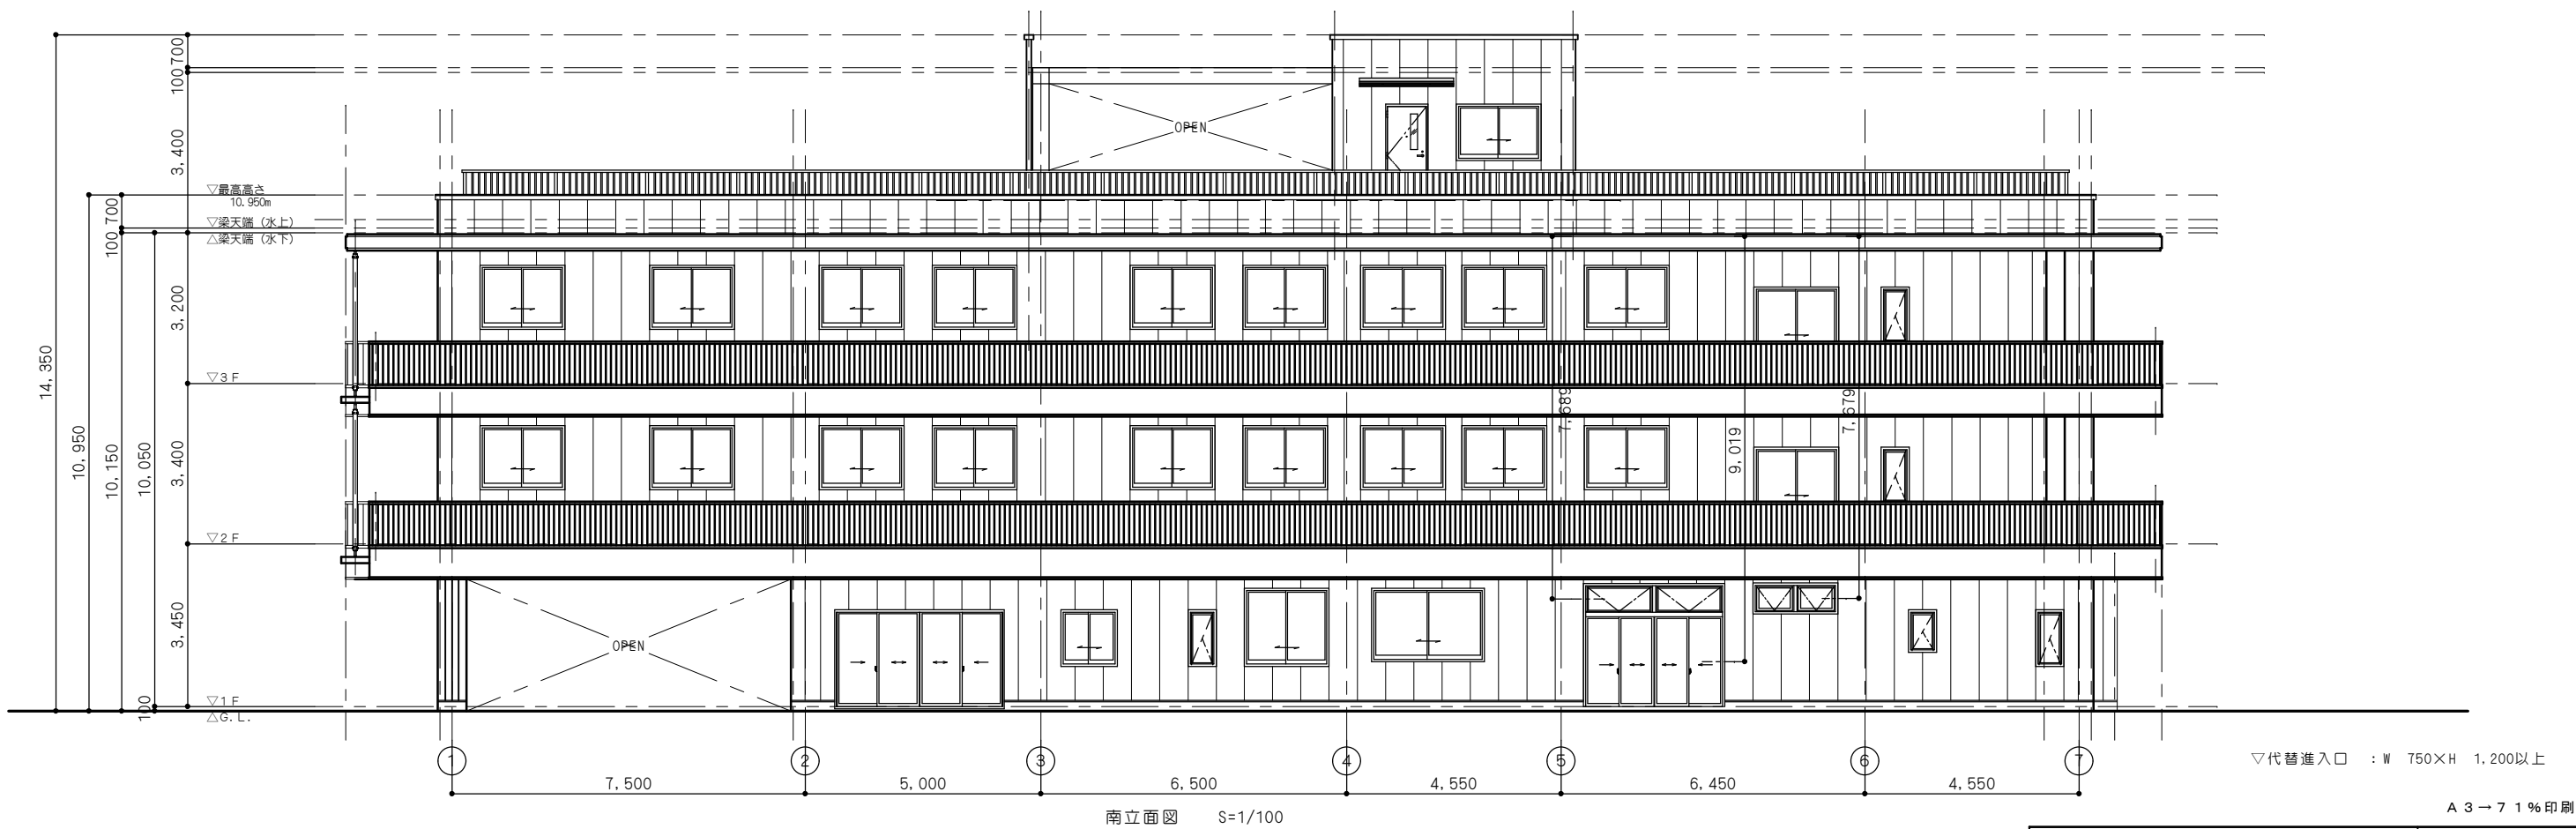 700
100
3,400
OPEN
OPEN
▽最高高さ
10.950m
▽梁天端（水上）
△梁天端（水下）
700
100
3,200
14,350
▽3F
7,689
7,679
9,019
10,950
10,150
10,050
3,400
▽2F
3,450
▽1F
△G.L.
100
1 2 3 4 5 6 7
7,500 5,000 6,500 4,550 6,450 4,550
▽代替進入口 ：W 750×H 1,200以上
南立面図 S=1/100
A3→71%印刷